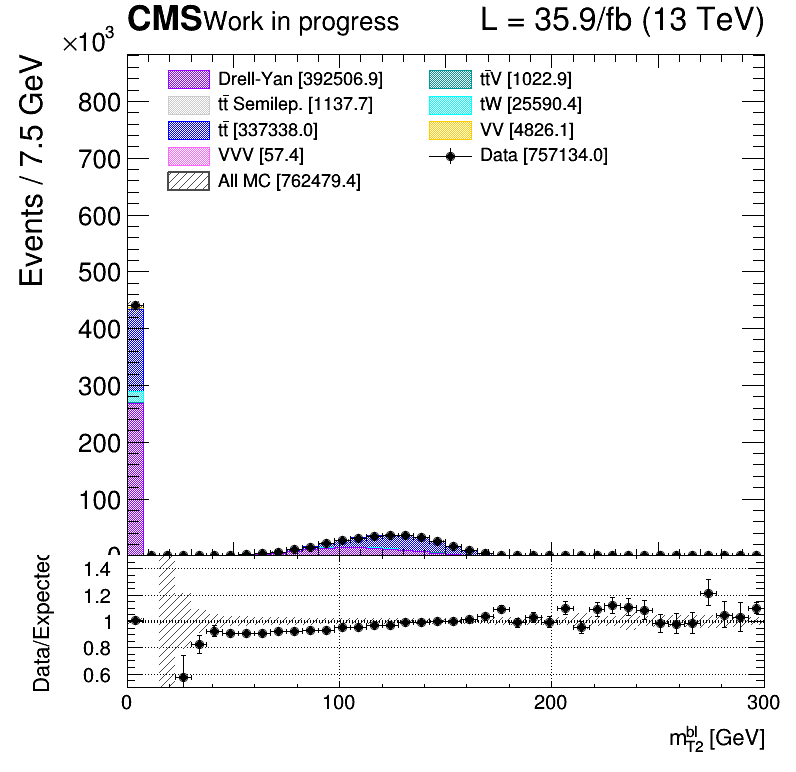 CMS Work in progress L = 35.9/fb (13 TeV)
×10³
Events / 7.5 GeV
Drell-Yan [392506.9]
tt̄ Semilep. [1137.7]
tt̄ [337338.0]
VVV [57.4]
All MC [762479.4]
tt̄V [1022.9]
tW [25590.4]
VV [4826.1]
Data [757134.0]
800
700
600
500
400
300
200
100
0
Data/Expected
1.4
1.2
1
0.8
0.6
0 100 200 300
m_{T2}^{bl} [GeV]